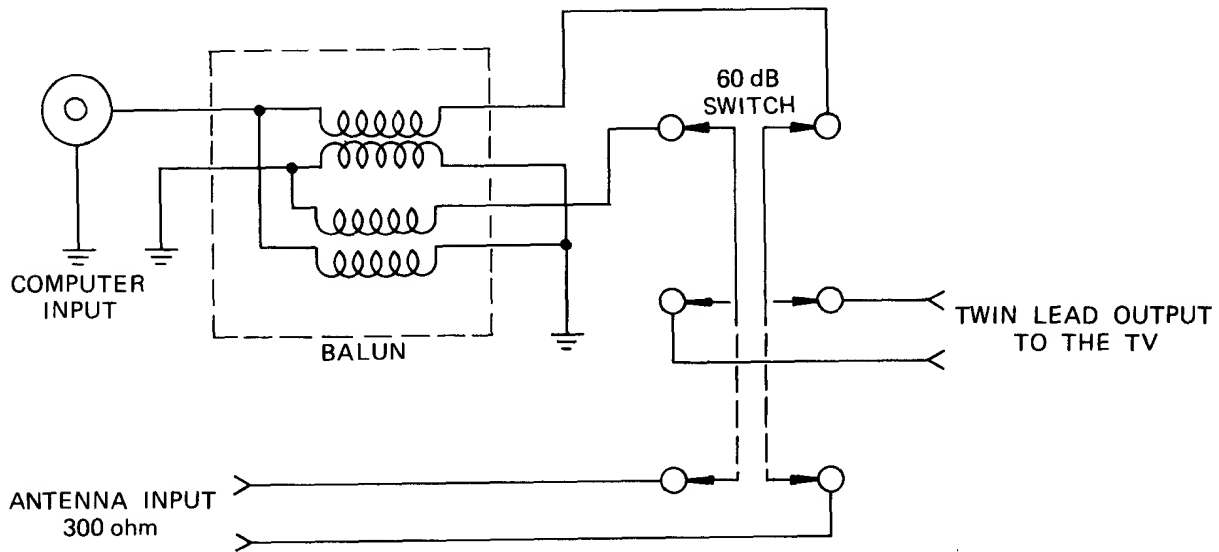 60 dB
SWITCH
COMPUTER
INPUT
BALUN
TWIN LEAD OUTPUT
TO THE TV
ANTENNA INPUT
300 ohm